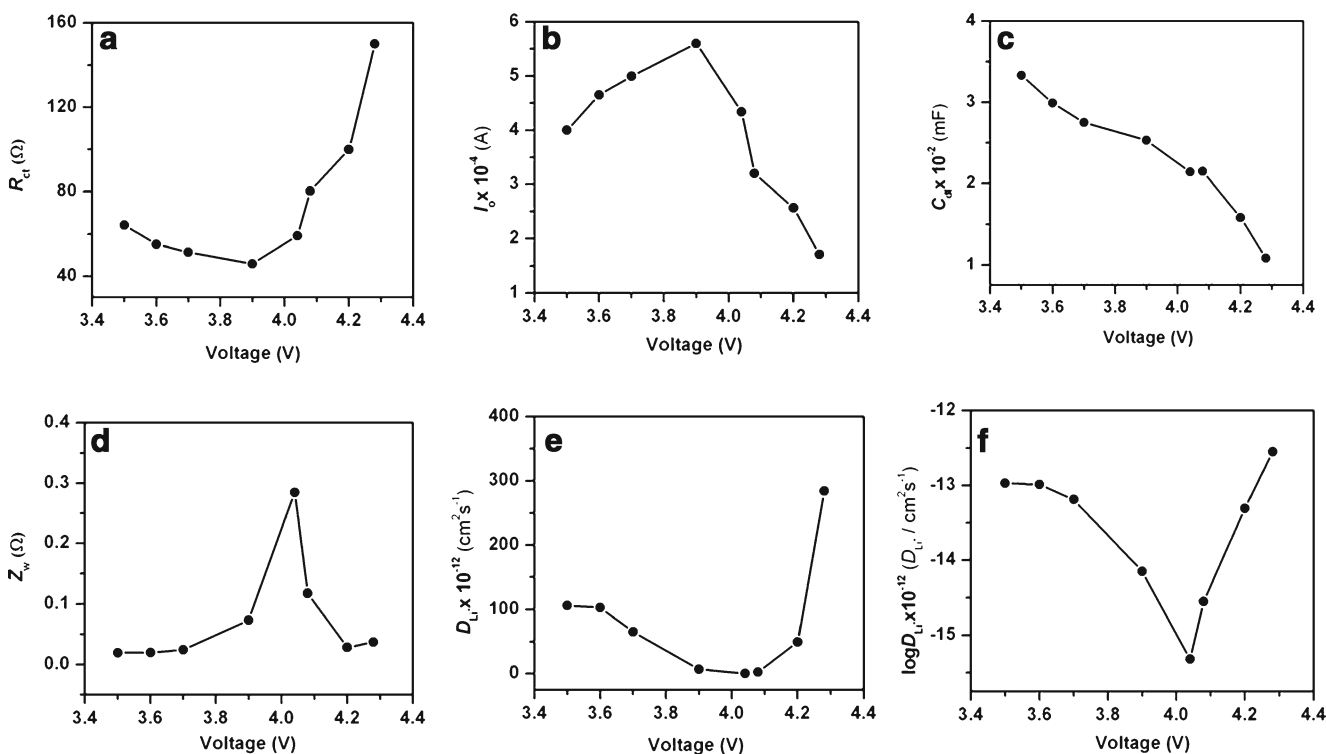 a
160
120
80
40
R_ct (Ω)
3.4 3.6 3.8 4.0 4.2 4.4
Voltage (V)
b
6
5
4
3
2
1
I_o x 10^-4 (A)
3.4 3.6 3.8 4.0 4.2 4.4
Voltage (V)
c
4
3
2
1
C_dl x 10^-2 (mF)
3.4 3.6 3.8 4.0 4.2 4.4
Voltage (V)
d
0.4
0.3
0.2
0.1
0.0
Z_w (Ω)
3.4 3.6 3.8 4.0 4.2 4.4
Voltage (V)
e
400
300
200
100
0
D_Li+ x 10^-12 (cm^2s^-1)
3.4 3.6 3.8 4.0 4.2 4.4
Voltage (V)
f
-12
-13
-14
-15
logD_Li+ x10^-12 (D_Li+ / cm^2s^-1)
3.4 3.6 3.8 4.0 4.2 4.4
Voltage (V)